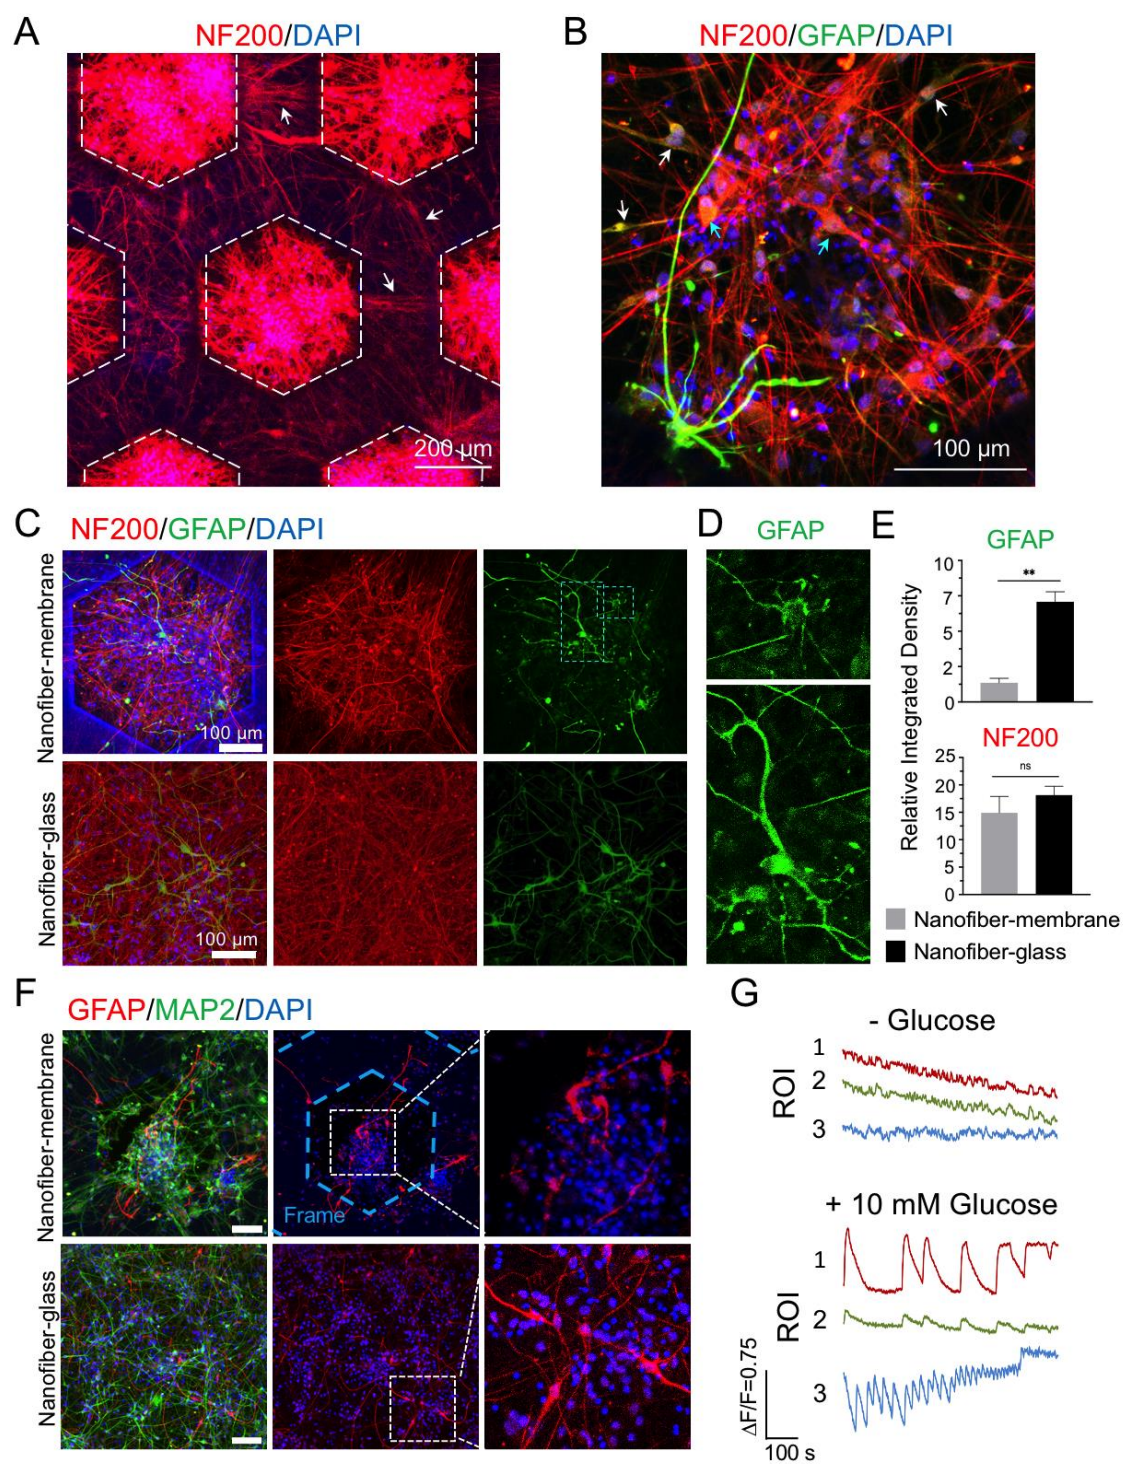 A
NF200/DAPI
200 µm
B
NF200/GFAP/DAPI
100 µm
C
NF200/GFAP/DAPI
Nanofiber-membrane
100 µm
Nanofiber-glass
100 µm
D
GFAP
E
GFAP
Relative Integrated Density
10
7
5
2
0
**
NF200
25
20
15
10
5
0
ns
Nanofiber-membrane
Nanofiber-glass
F
GFAP/MAP2/DAPI
Nanofiber-membrane
Frame
Nanofiber-glass
G
- Glucose
ROI
1
2
3
+ 10 mM Glucose
ROI
1
2
3
ΔF/F=0.75
100 s